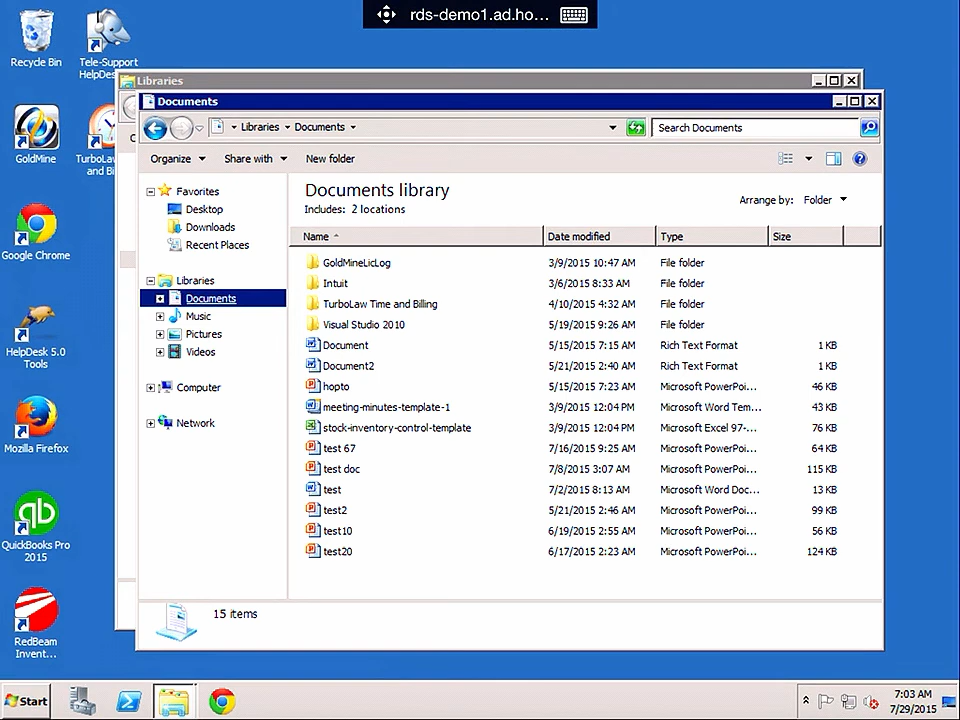 rds-demo1.ad.ho...
Recycle Bin
Tele-Support
HelpDes
GoldMine
TurboLaw
and Bi
Google Chrome
HelpDesk 5.0
Tools
Mozilla Firefox
qb
QuickBooks Pro
2015
RedBeam
Invent...
Libraries
Documents
Libraries
Documents
Search Documents
Organize
Share with
New folder
Favorites
Desktop
Downloads
Recent Places
Libraries
Documents
Music
Pictures
Videos
Computer
Network
Documents library
Includes: 2 locations
Arrange by: Folder
Name Date modified Type Size
GoldMineLicLog 3/9/2015 10:47 AM File folder
Intuit 3/6/2015 8:33 AM File folder
TurboLaw Time and Billing 4/10/2015 4:32 AM File folder
Visual Studio 2010 5/19/2015 9:26 AM File folder
Document 5/15/2015 7:15 AM Rich Text Format 1 KB
Document2 5/21/2015 2:40 AM Rich Text Format 1 KB
hopto 5/15/2015 7:23 AM Microsoft PowerPoi... 46 KB
meeting-minutes-template-1 3/9/2015 12:04 PM Microsoft Word Tem... 43 KB
stock-inventory-control-template 3/9/2015 12:04 PM Microsoft Excel 97-... 76 KB
test 67 7/16/2015 9:25 AM Microsoft PowerPoi... 64 KB
test doc 7/8/2015 3:07 AM Microsoft PowerPoi... 115 KB
test 7/2/2015 8:13 AM Microsoft Word Doc... 13 KB
test2 5/21/2015 2:46 AM Microsoft PowerPoi... 99 KB
test10 6/19/2015 2:55 AM Microsoft PowerPoi... 56 KB
test20 6/17/2015 2:23 AM Microsoft PowerPoi... 124 KB
15 items
Start
7:03 AM
7/29/2015